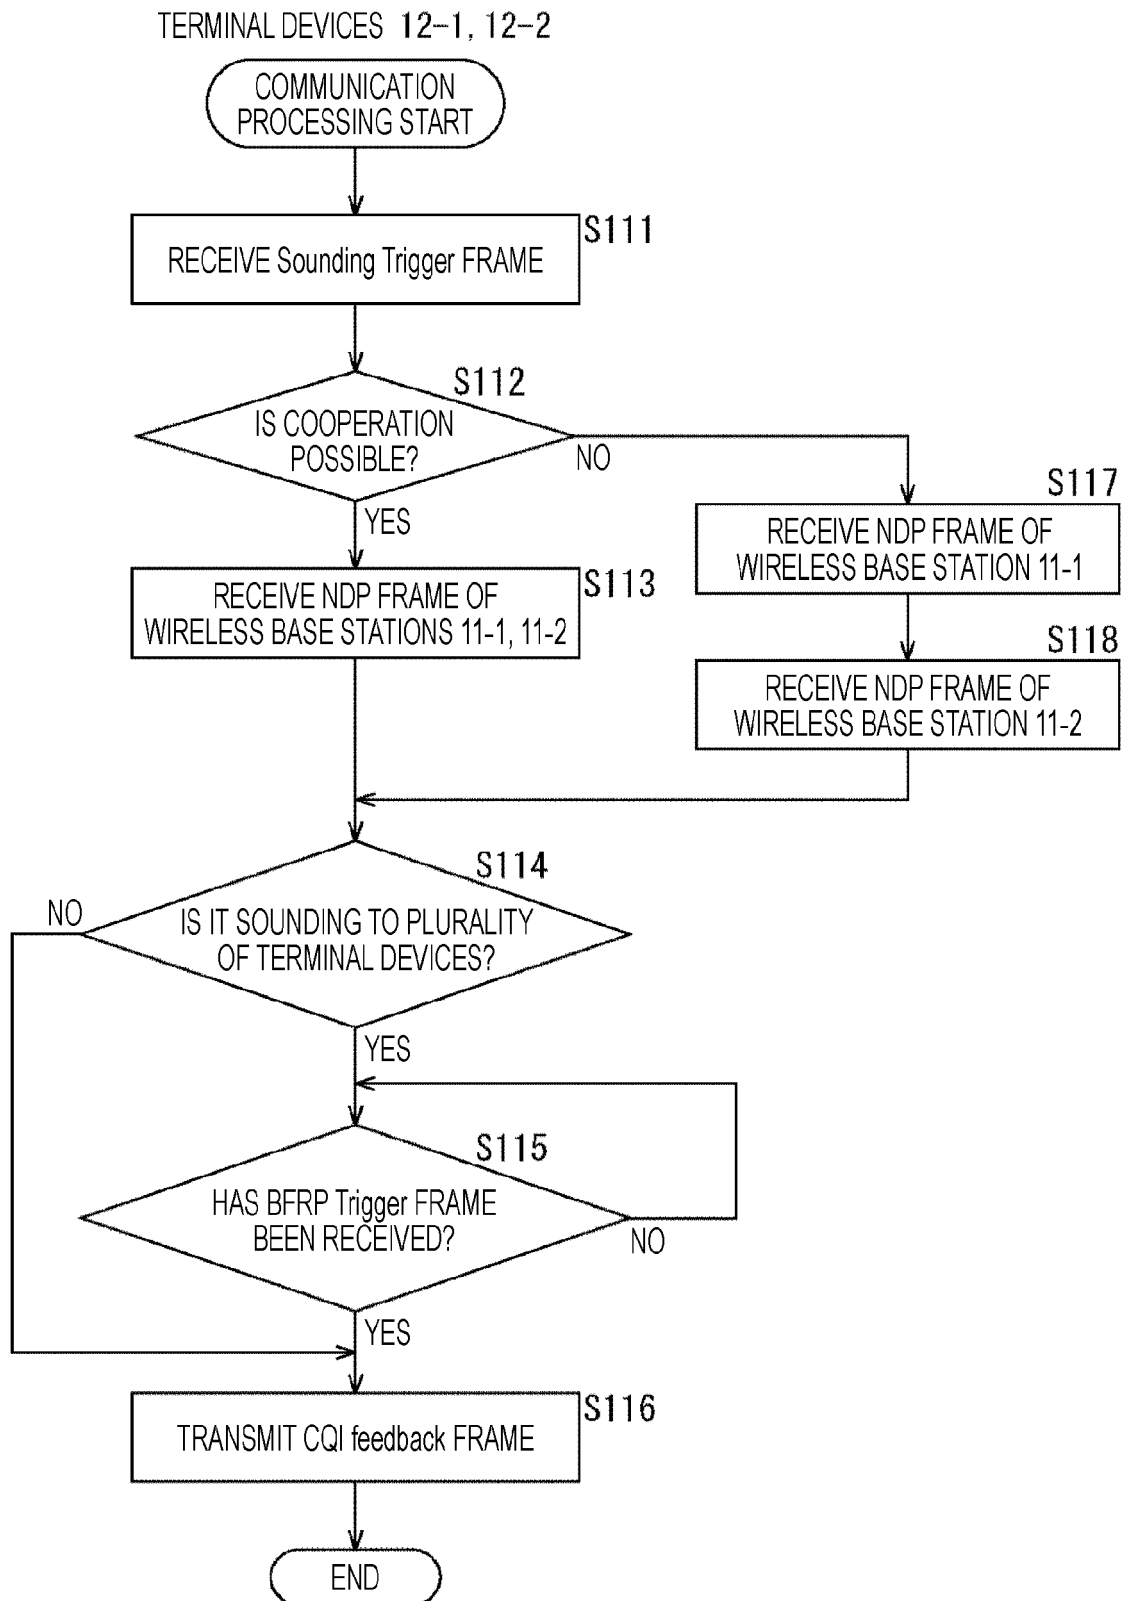 TERMINAL DEVICES 12-1, 12-2
COMMUNICATION
PROCESSING START
S111
RECEIVE Sounding Trigger FRAME
S112
IS COOPERATION
POSSIBLE?
NO
YES
S117
RECEIVE NDP FRAME OF
WIRELESS BASE STATION 11-1
S113
RECEIVE NDP FRAME OF
WIRELESS BASE STATIONS 11-1, 11-2
S118
RECEIVE NDP FRAME OF
WIRELESS BASE STATION 11-2
S114
NO
IS IT SOUNDING TO PLURALITY
OF TERMINAL DEVICES?
YES
S115
HAS BFRP Trigger FRAME
BEEN RECEIVED?
NO
YES
S116
TRANSMIT CQI feedback FRAME
END